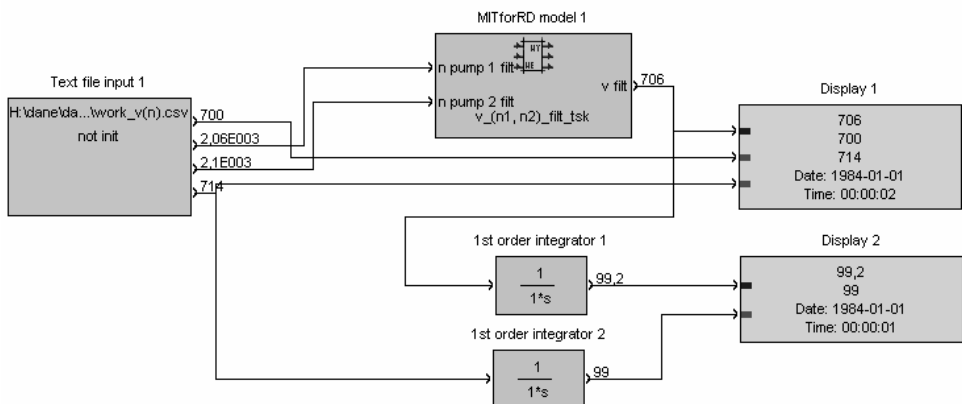 MITforRD model 1
WY
WE
n pump 1 filt
n pump 2 filt
v filt
v_(n1, n2)_filt_tsk
706
Text file input 1
H:\dane\da...\work_v(n).csv
not init
700
2,06E003
2,1E003
714
Display 1
706
700
714
Date: 1984-01-01
Time: 00:00:02
1st order integrator 1
1
1*s
99,2
Display 2
99,2
99
Date: 1984-01-01
Time: 00:00:01
1st order integrator 2
1
1*s
99